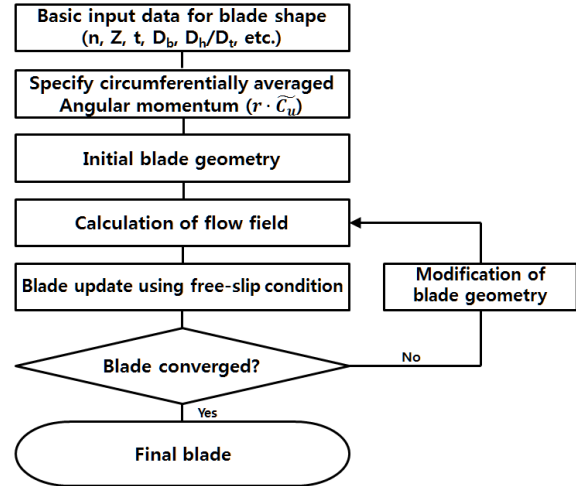 Basic input data for blade shape
(n, Z, t, D_b, D_h/D_t, etc.)
Specify circumferentially averaged
Angular momentum (r · C̃_u)
Initial blade geometry
Calculation of flow field
Blade update using free-slip condition
Modification of
blade geometry
Blade converged?
No
Yes
Final blade